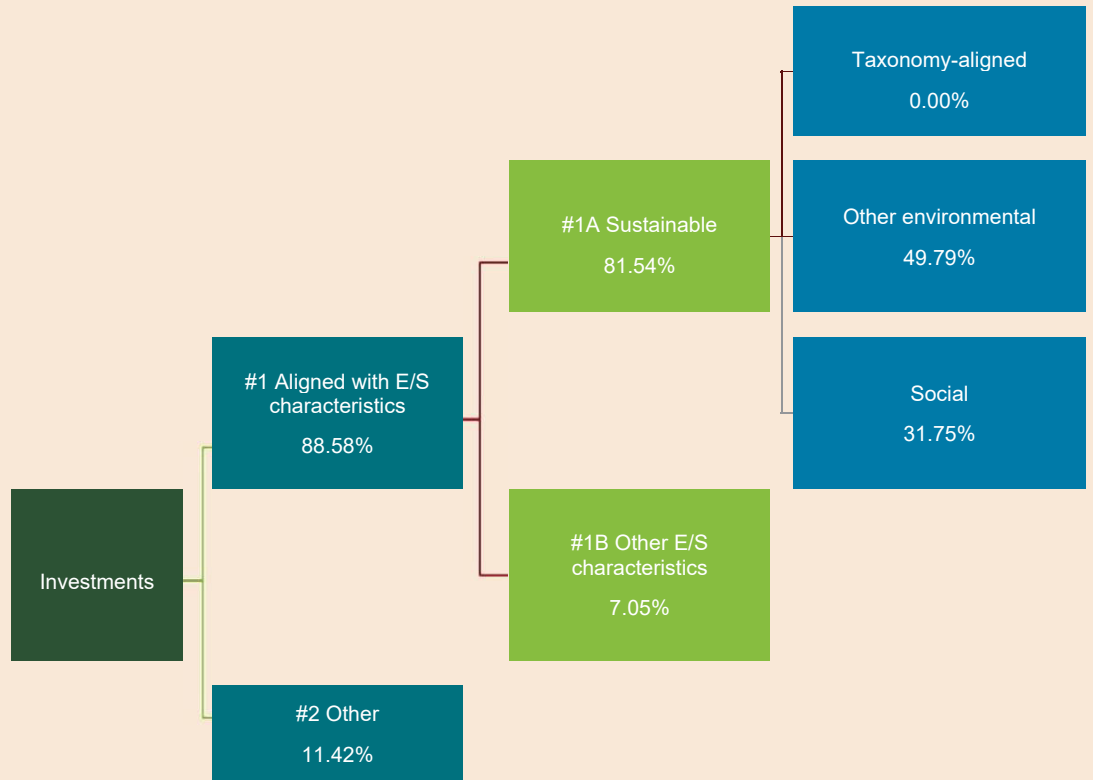 Investments
#1 Aligned with E/S
characteristics
88.58%
#2 Other
11.42%
#1A Sustainable
81.54%
#1B Other E/S
characteristics
7.05%
Taxonomy-aligned
0.00%
Other environmental
49.79%
Social
31.75%